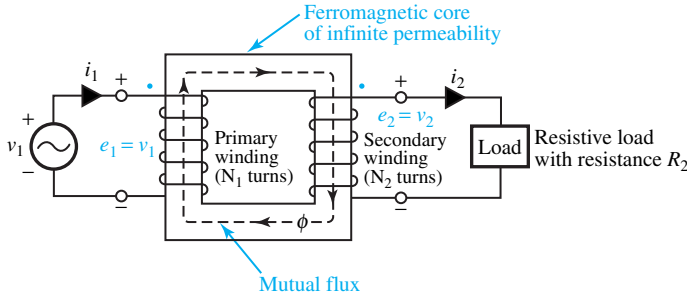 Ferromagnetic core
of infinite permeability
i1
+
+
i2
+
v1
−
e1 = v1
Primary
winding
(N1 turns)
e2 = v2
Secondary
winding
(N2 turns)
Load
Resistive load
with resistance R2
−
ϕ
−
Mutual flux